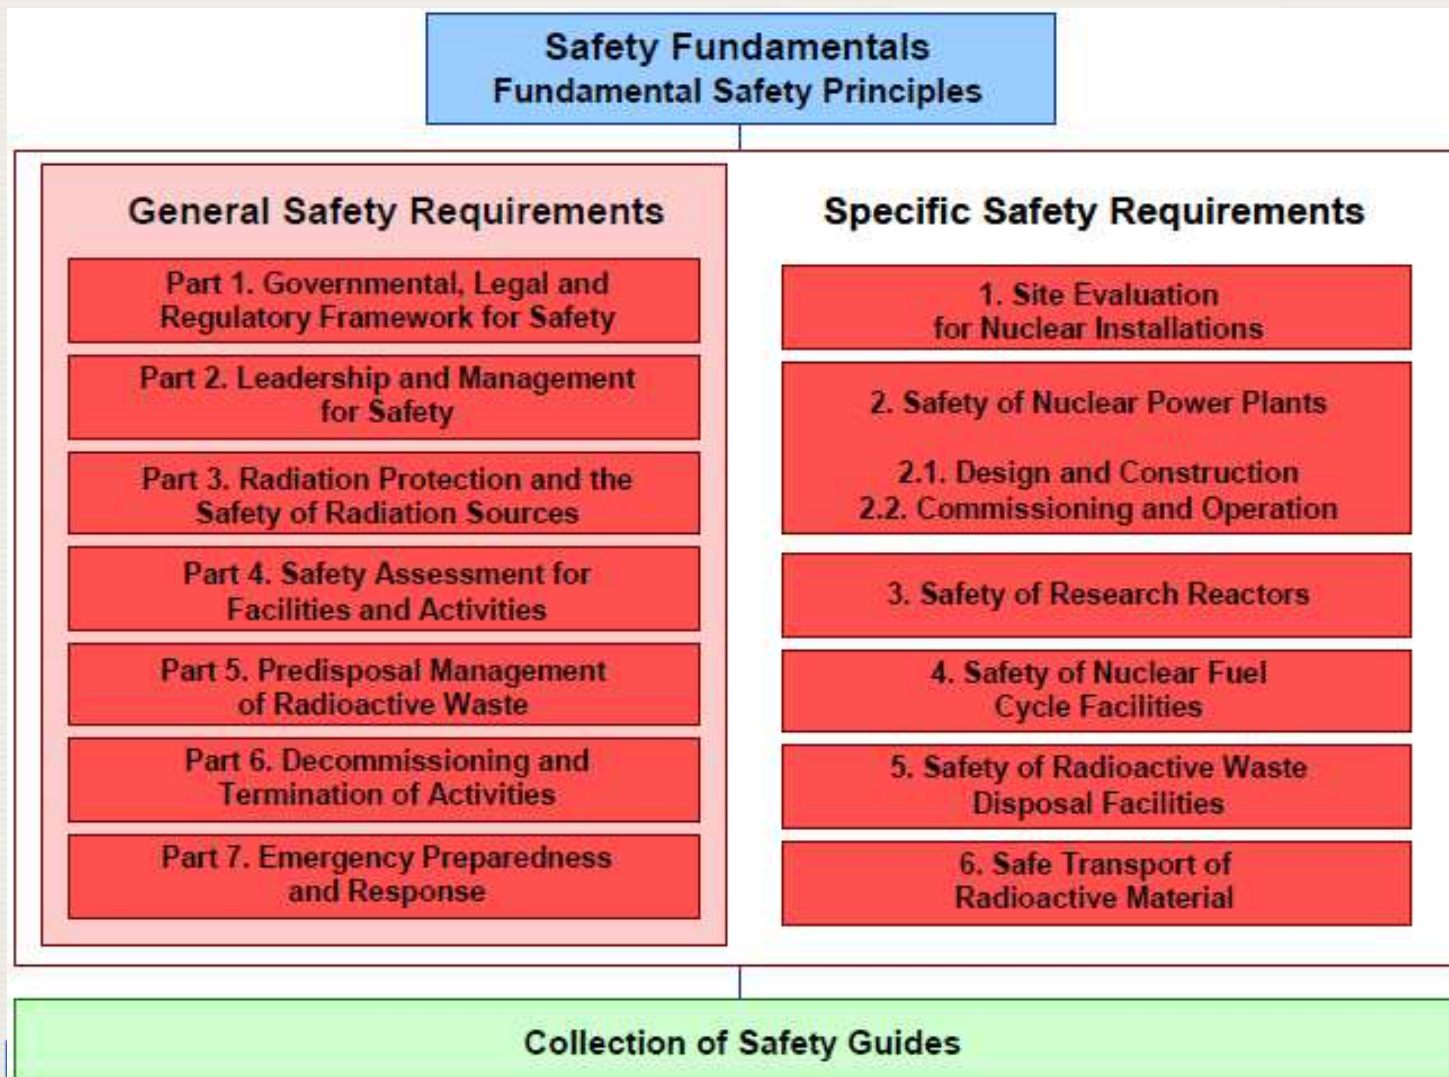 Safety Fundamentals
Fundamental Safety Principles
General Safety Requirements
Part 1. Governmental, Legal and
Regulatory Framework for Safety
Part 2. Leadership and Management
for Safety
Part 3. Radiation Protection and the
Safety of Radiation Sources
Part 4. Safety Assessment for
Facilities and Activities
Part 5. Predisposal Management
of Radioactive Waste
Part 6. Decommissioning and
Termination of Activities
Part 7. Emergency Preparedness
and Response
Specific Safety Requirements
1. Site Evaluation
for Nuclear Installations
2. Safety of Nuclear Power Plants
2.1. Design and Construction
2.2. Commissioning and Operation
3. Safety of Research Reactors
4. Safety of Nuclear Fuel
Cycle Facilities
5. Safety of Radioactive Waste
Disposal Facilities
6. Safe Transport of
Radioactive Material
Collection of Safety Guides